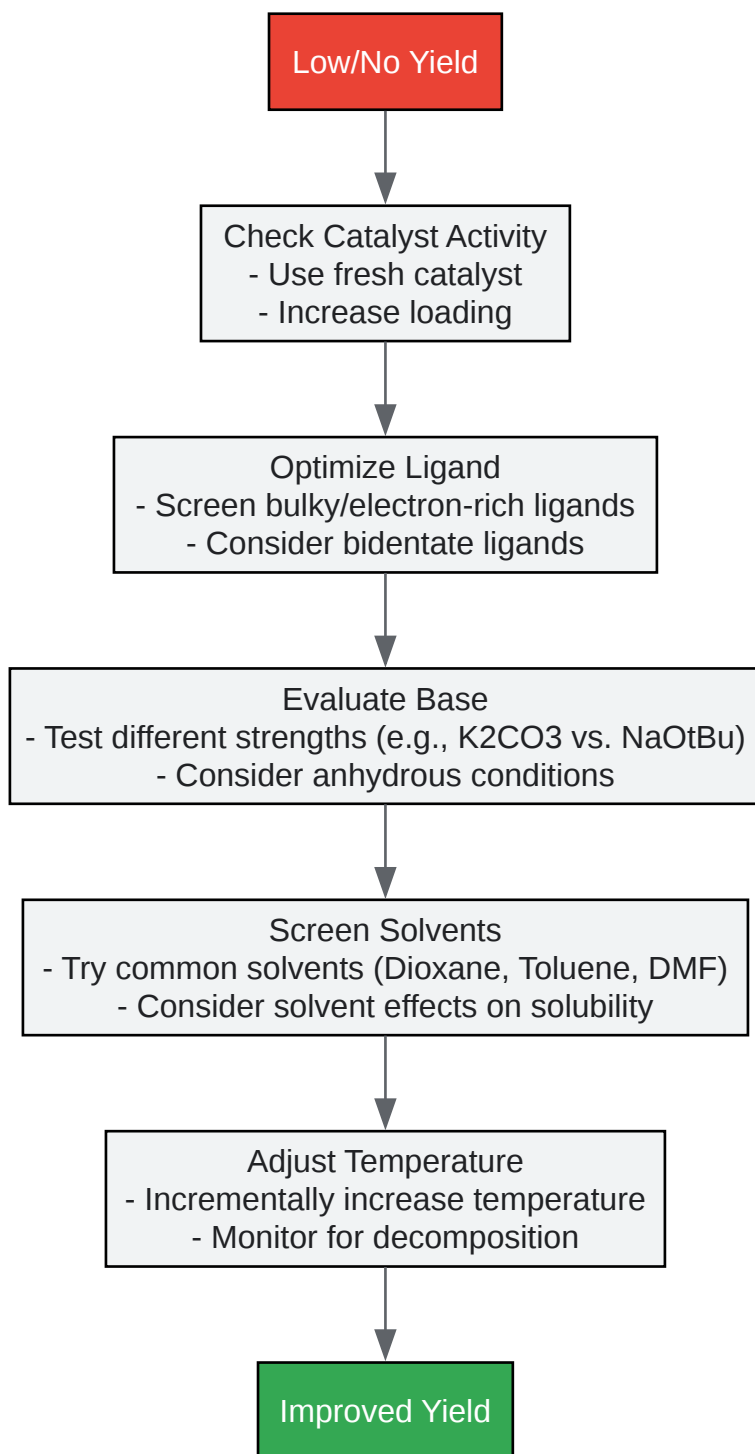 Low/No Yield
Check Catalyst Activity
- Use fresh catalyst
- Increase loading
Optimize Ligand
- Screen bulky/electron-rich ligands
- Consider bidentate ligands
Evaluate Base
- Test different strengths (e.g., K2CO3 vs. NaOtBu)
- Consider anhydrous conditions
Screen Solvents
- Try common solvents (Dioxane, Toluene, DMF)
- Consider solvent effects on solubility
Adjust Temperature
- Incrementally increase temperature
- Monitor for decomposition
Improved Yield